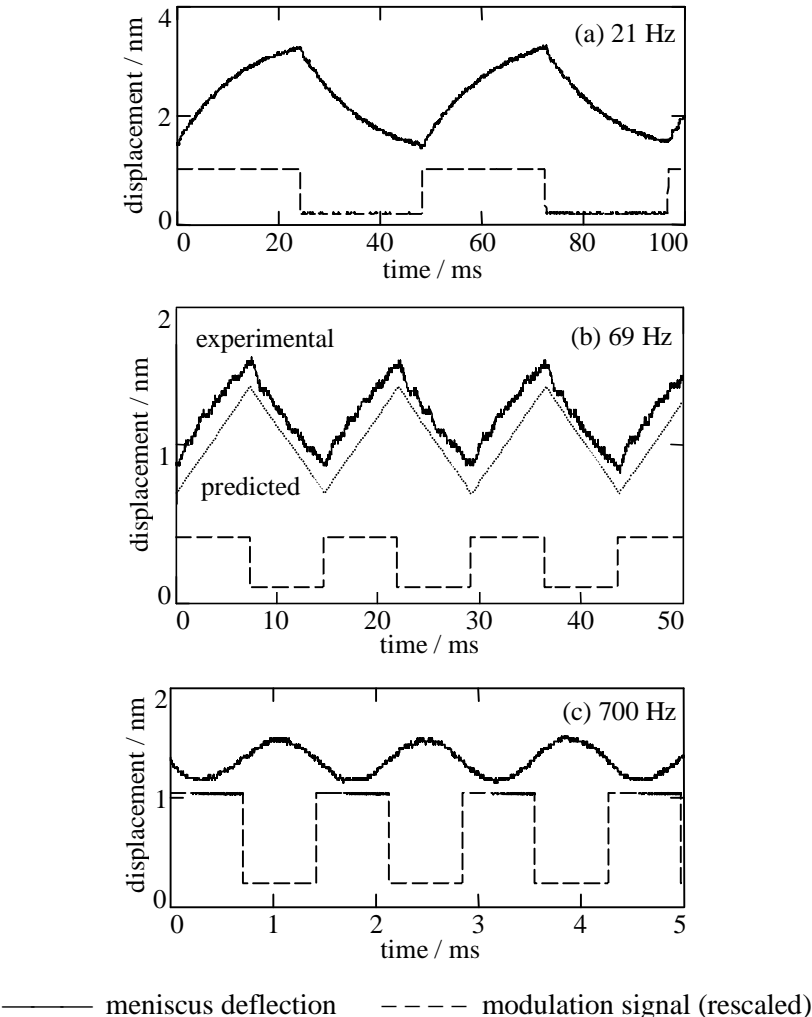 4
(a) 21 Hz
displacement / nm
2
0
0 20 40 60 80 100
time / ms
2
experimental
(b) 69 Hz
displacement / nm
1
predicted
0
0 10 20 30 40 50
time / ms
2
(c) 700 Hz
displacement / nm
1
0
0 1 2 3 4 5
time / ms
meniscus deflection modulation signal (rescaled)